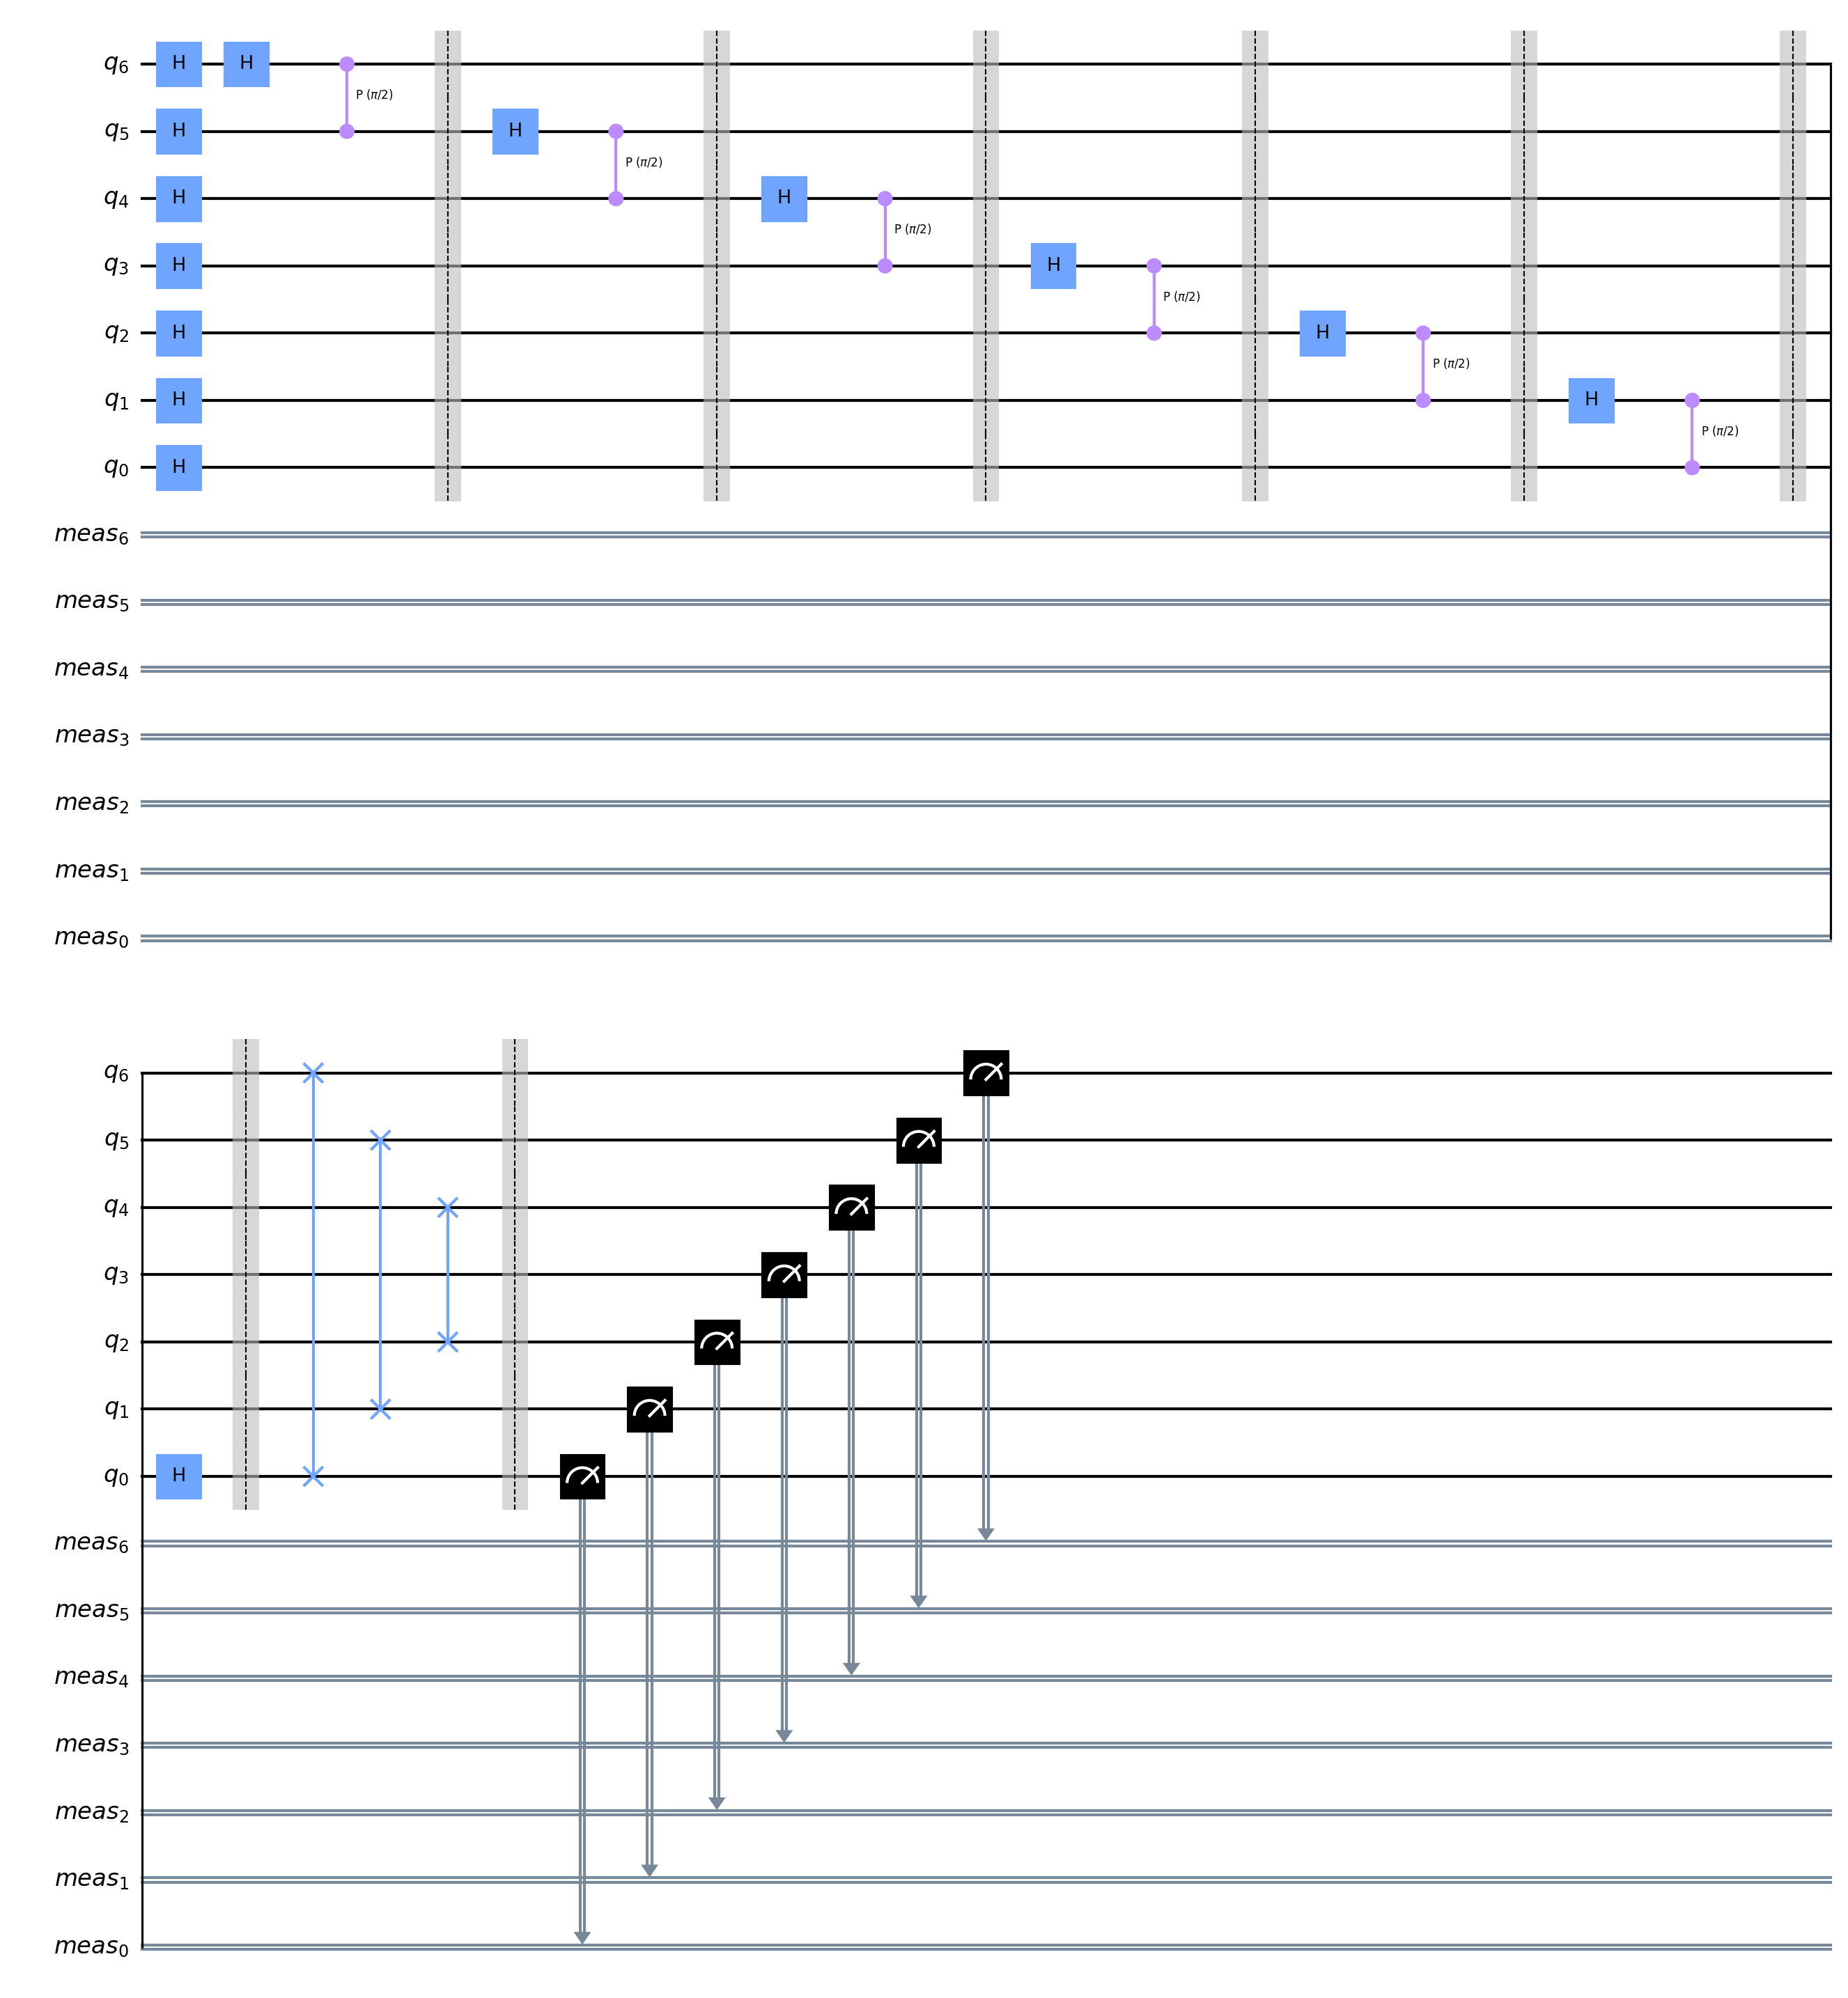 q6 H H
P (π/2)
q5 H H
P (π/2)
q4 H H
P (π/2)
q3 H H
P (π/2)
q2 H H
P (π/2)
q1 H H
P (π/2)
q0 H
meas6
meas5
meas4
meas3
meas2
meas1
meas0
q6
q5
q4
q3
q2
q1
q0 H
meas6
meas5
meas4
meas3
meas2
meas1
meas0